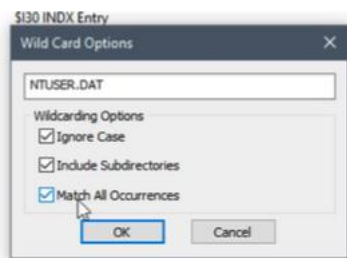 $I30 INDX Entry
Wild Card Options
NTUSER.DAT
Wildcarding Options
Ignore Case
Include Subdirectories
Match All Occurrences
OK Cancel